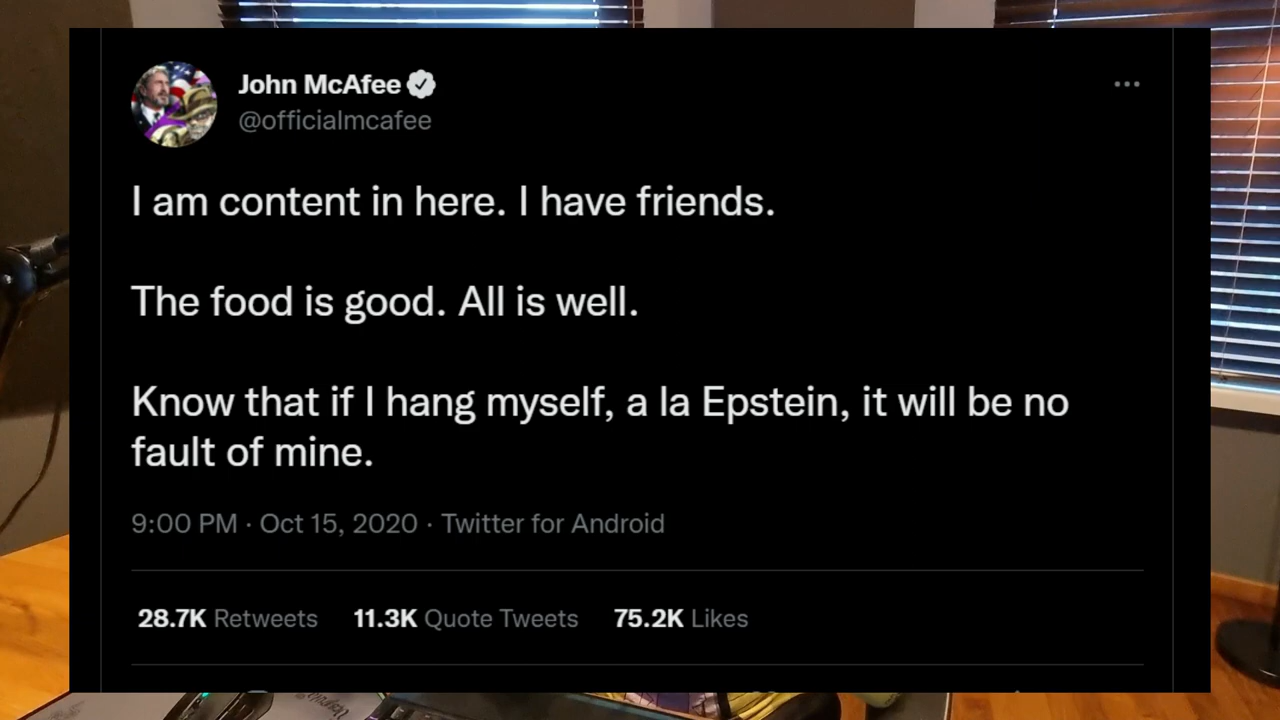 John McAfee
@officialmcafee
I am content in here. I have friends.
The food is good. All is well.
Know that if I hang myself, a la Epstein, it will be no
fault of mine.
9:00 PM · Oct 15, 2020 · Twitter for Android
28.7K Retweets 11.3K Quote Tweets 75.2K Likes